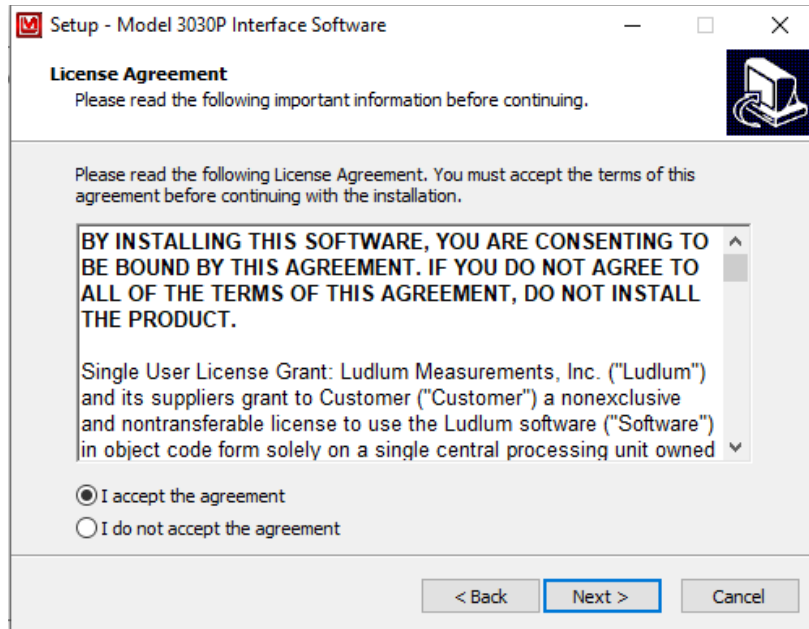 Setup - Model 3030P Interface Software
License Agreement
Please read the following important information before continuing.
Please read the following License Agreement. You must accept the terms of this
agreement before continuing with the installation.
BY INSTALLING THIS SOFTWARE, YOU ARE CONSENTING TO
BE BOUND BY THIS AGREEMENT. IF YOU DO NOT AGREE TO
ALL OF THE TERMS OF THIS AGREEMENT, DO NOT INSTALL
THE PRODUCT.
Single User License Grant: Ludlum Measurements, Inc. ("Ludlum")
and its suppliers grant to Customer ("Customer") a nonexclusive
and nontransferable license to use the Ludlum software ("Software")
in object code form solely on a single central processing unit owned
I accept the agreement
I do not accept the agreement
< Back Next > Cancel